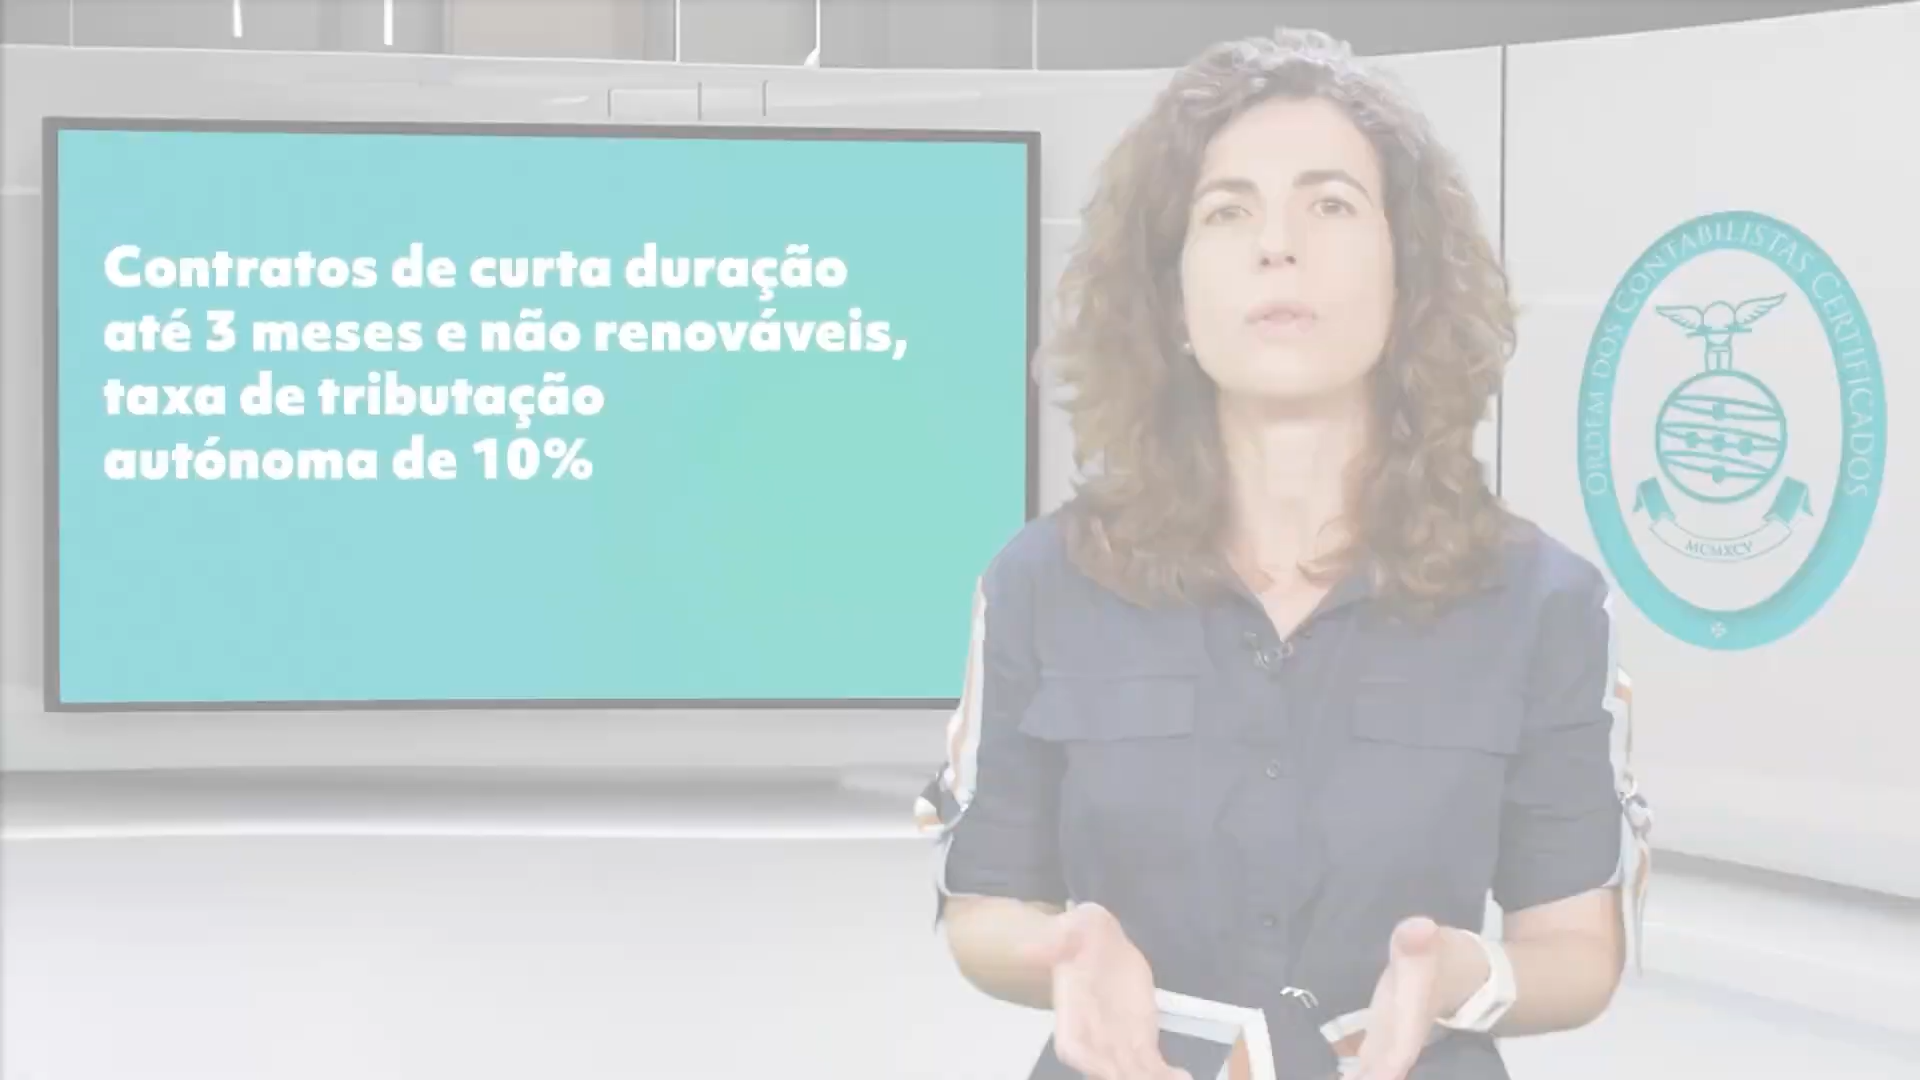 Contratos de curta duração
até 3 meses e não renováveis,
taxa de tributação
autónoma de 10%
ORDEM DOS CONTABILISTAS CERTIFICADOS
MCMXCV